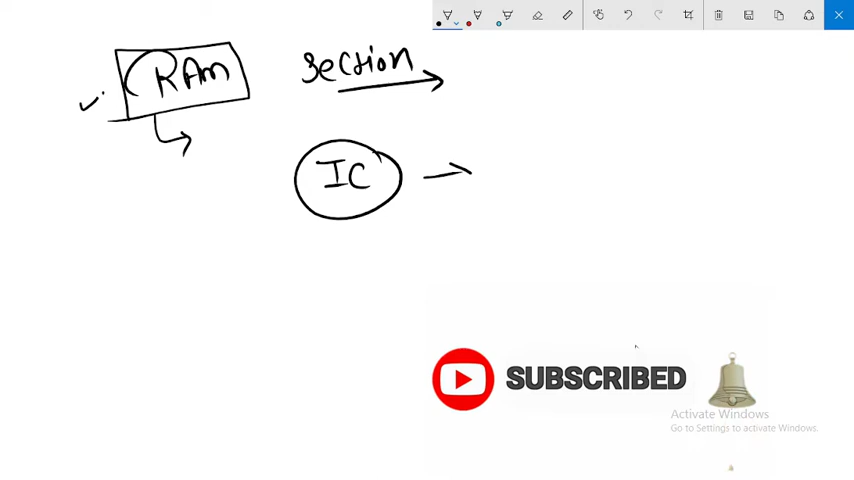 RAM section
IC
SUBSCRIBED
Activate Windows
Go to Settings to activate Windows.